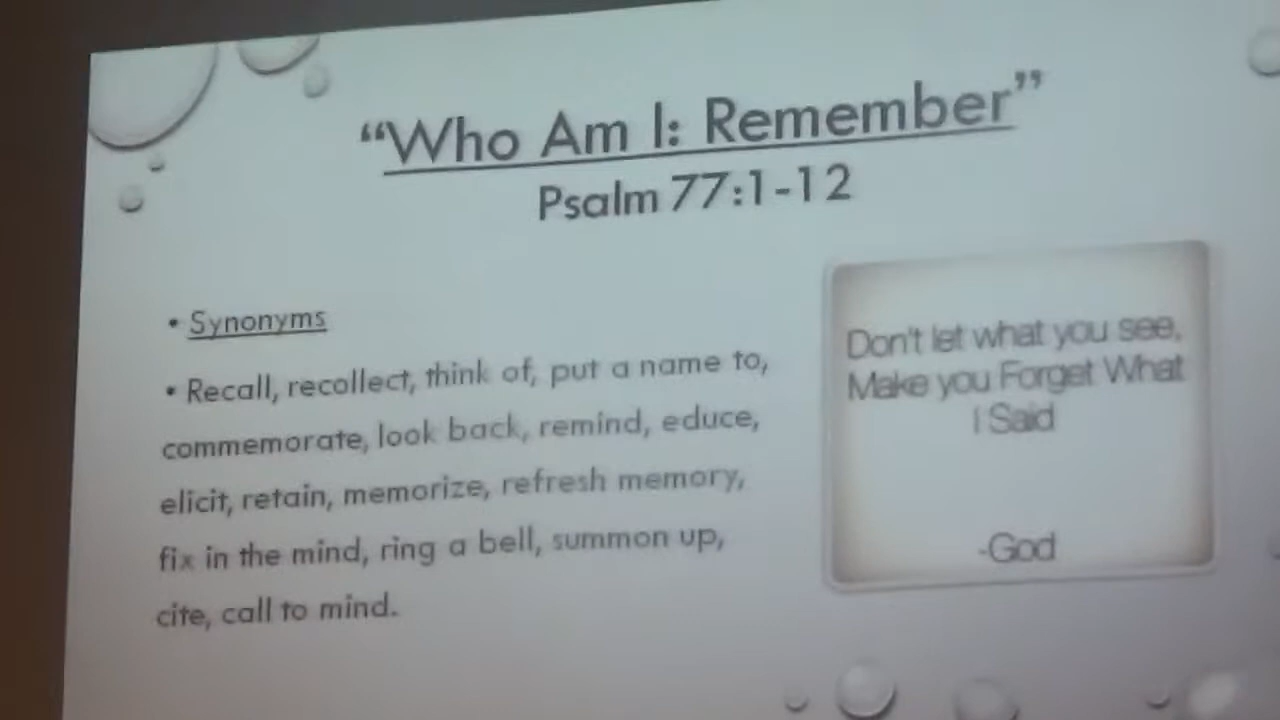 “Who Am I: Remember”
Psalm 77:1-12
• Synonyms
• Recall, recollect, think of, put a name to,
commemorate, look back, remind, educe,
elicit, retain, memorize, refresh memory,
fix in the mind, ring a bell, summon up,
cite, call to mind.
Don't let what you see,
Make you Forget What
I Said
-God